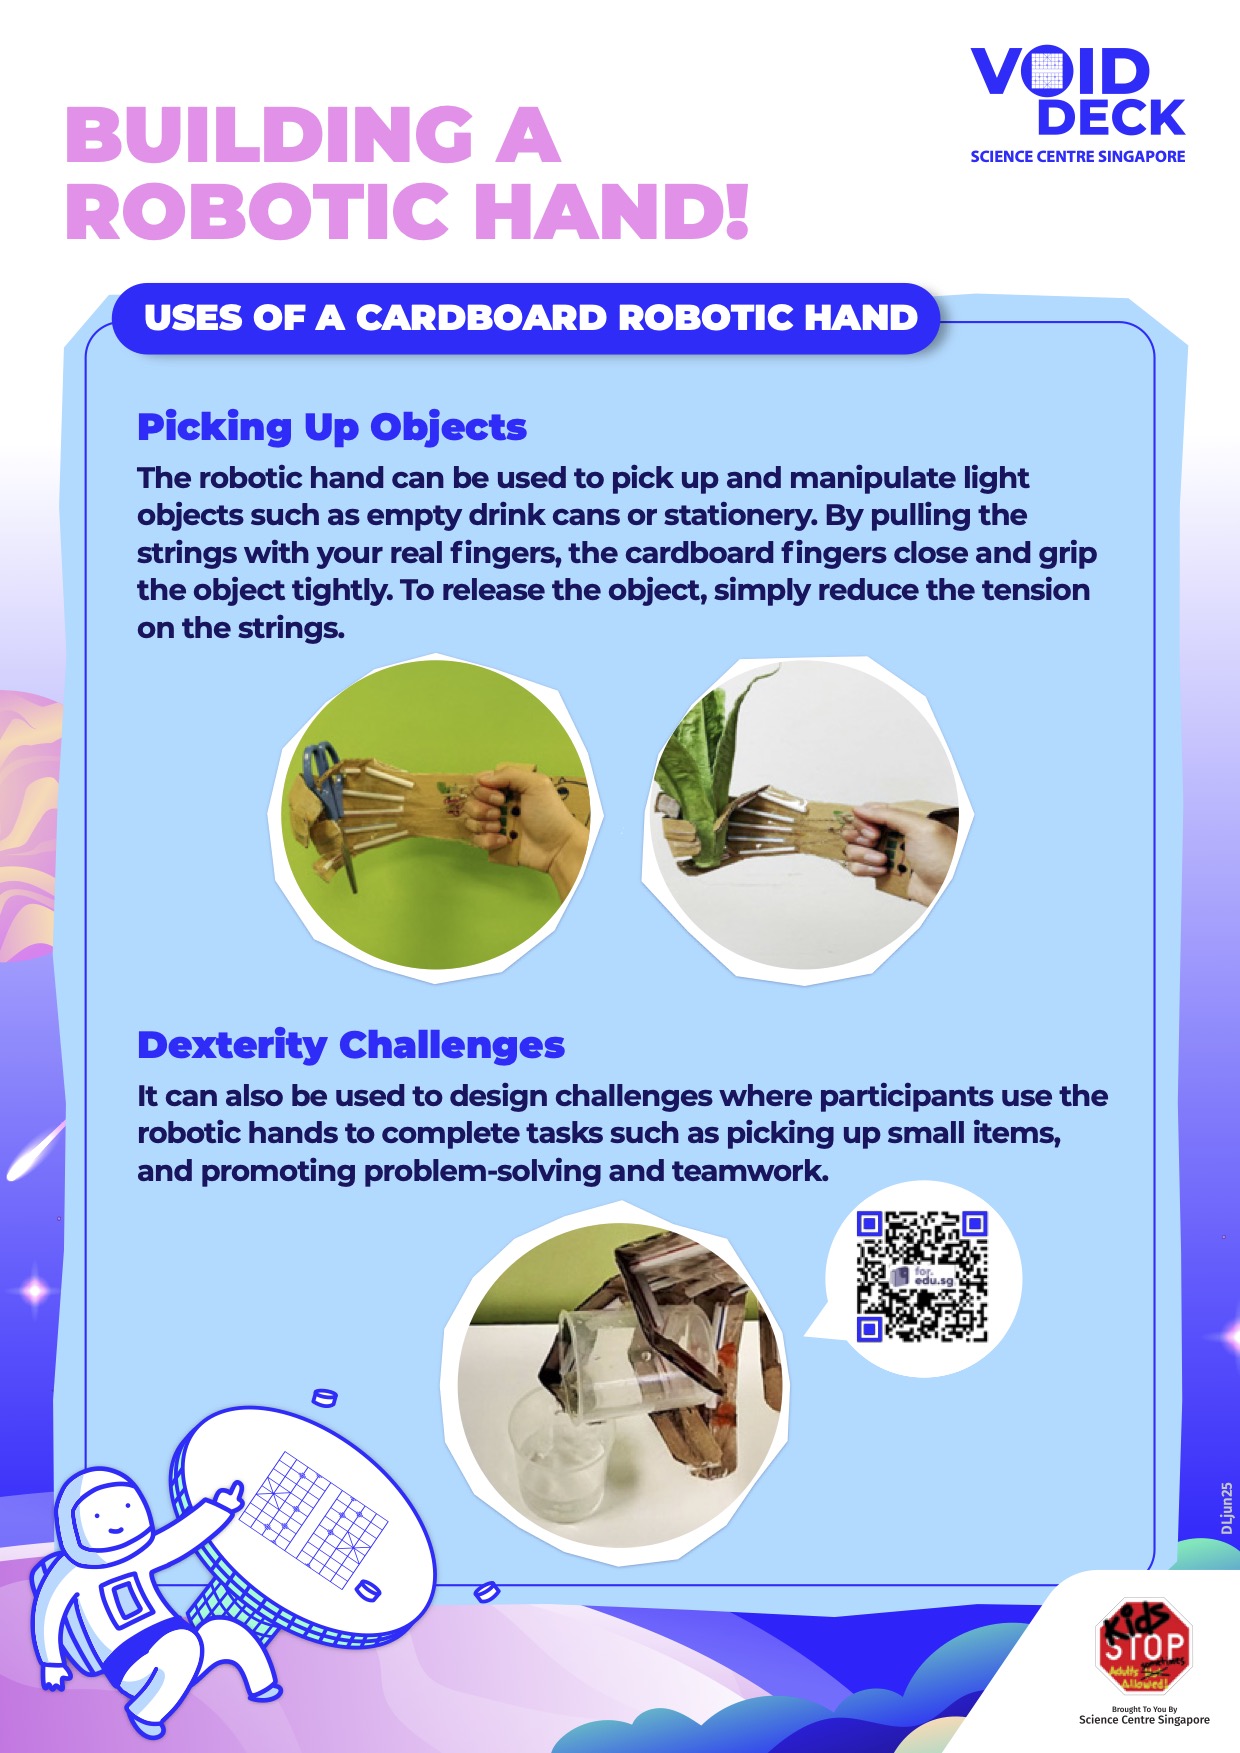 VOID
DECK
SCIENCE CENTRE SINGAPORE
BUILDING A
ROBOTIC HAND!
USES OF A CARDBOARD ROBOTIC HAND
Picking Up Objects
The robotic hand can be used to pick up and manipulate light
objects such as empty drink cans or stationery. By pulling the
strings with your real fingers, the cardboard fingers close and grip
the object tightly. To release the object, simply reduce the tension
on the strings.
Dexterity Challenges
It can also be used to design challenges where participants use the
robotic hands to complete tasks such as picking up small items,
and promoting problem-solving and teamwork.
for.
edu.sg
DLjun25
Kids
STOP
sometimes
Adults Not
Allowed!
Brought To You By
Science Centre Singapore